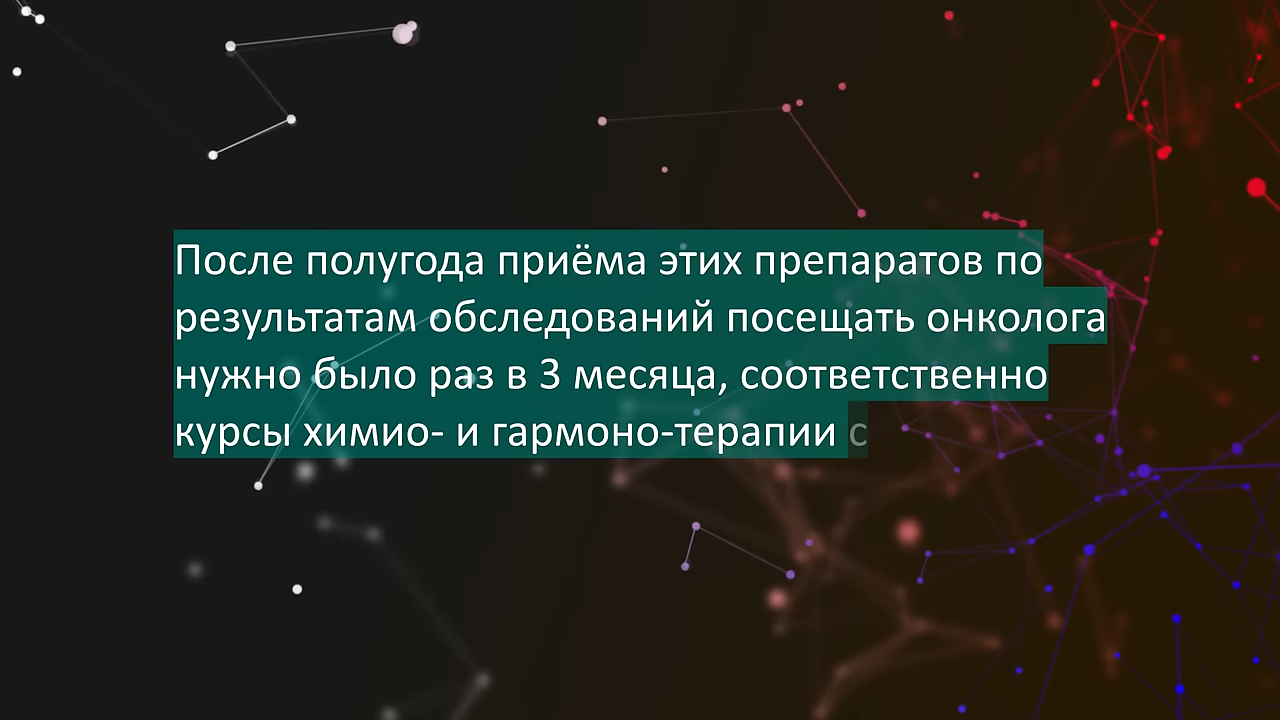 После полугода приёма этих препаратов по
результатам обследований посещать онколога
нужно было раз в 3 месяца, соответственно
курсы химио- и гармоно-терапии с